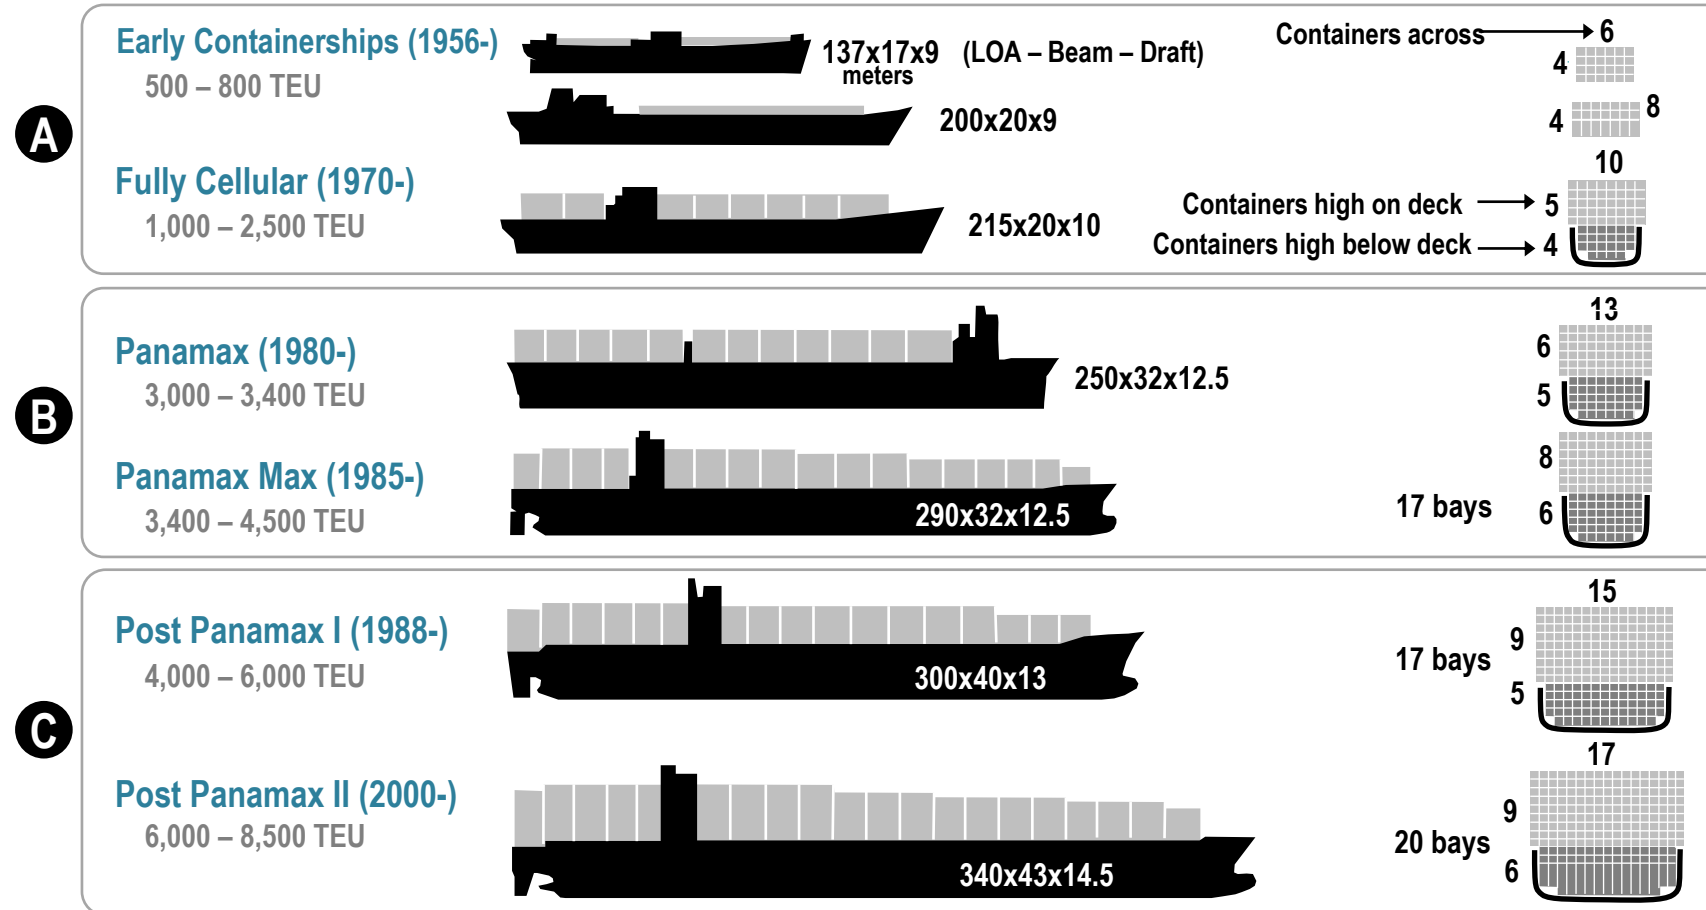 A
Early Containerships (1956-)
500 – 800 TEU
137x17x9 (LOA – Beam – Draft)
meters
Containers across 6
4
200x20x9
8
4
Fully Cellular (1970-)
1,000 – 2,500 TEU
215x20x10
10
Containers high on deck 5
Containers high below deck 4
B
Panamax (1980-)
3,000 – 3,400 TEU
250x32x12.5
13
6
5
Panamax Max (1985-)
3,400 – 4,500 TEU
290x32x12.5
17 bays
8
6
C
Post Panamax I (1988-)
4,000 – 6,000 TEU
300x40x13
17 bays
15
9
5
Post Panamax II (2000-)
6,000 – 8,500 TEU
340x43x14.5
20 bays
17
9
6